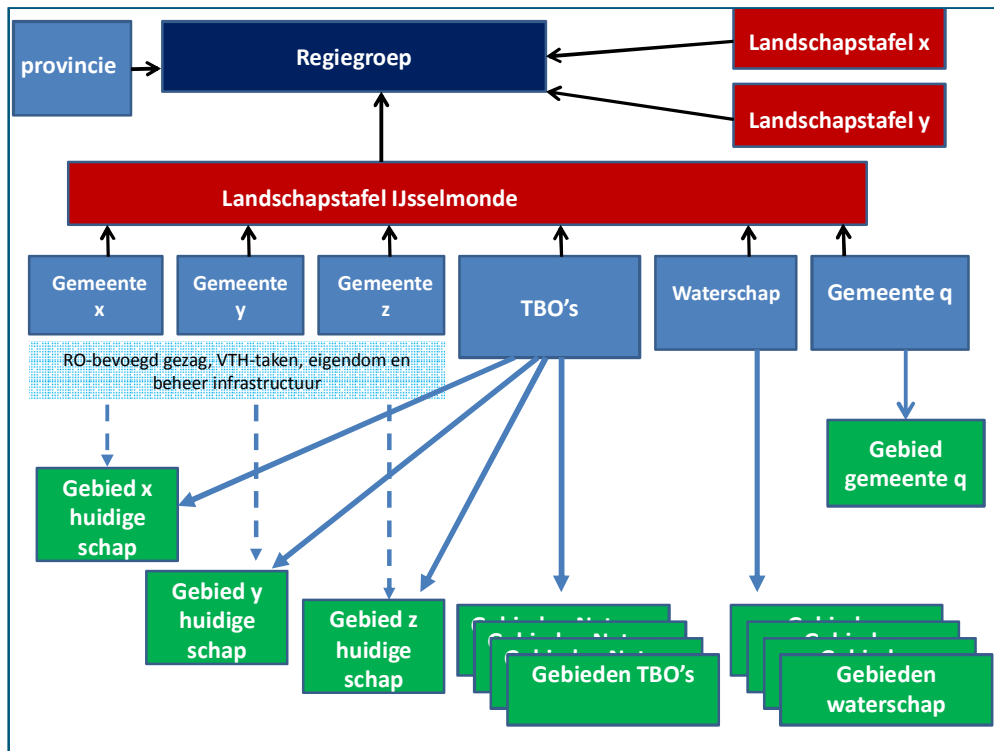 provincie
Regiegroep
Landschapstafel x
Landschapstafel y
Landschapstafel IJsselmonde
Gemeente
x
Gemeente
y
Gemeente
z
TBO's
Waterschap
Gemeente q
RO-bevoegd gezag, VTH-taken, eigendom en
beheer infrastructuur
Gebied x
huidige
schap
Gebied y
huidige
schap
Gebied z
huidige
schap
Gebied
gemeente q
Gebieden TBO's
Gebieden
waterschap